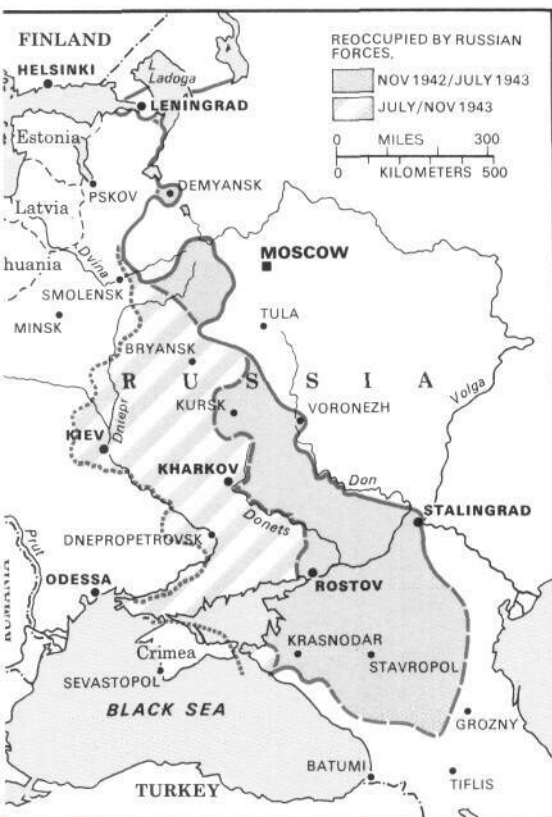 FINLAND
HELSINKI
Ladoga
LENINGRAD
Estonia
PSKOV
DEMYANSK
Latvia
Dvina
huania
SMOLENSK
MINSK
MOSCOW
TULA
BRYANSK
R U S S I A
Volga
KURSK
VORONEZH
KIEV
Dniepr
KHARKOV
Don
Donets
STALINGRAD
DNEPROPETROVSK
Prut
ODESSA
ROSTOV
RUMANIA
Crimea
KRASNODAR
STAVROPOL
SEVASTOPOL
BLACK SEA
GROZNY
BATUMI
TIFLIS
TURKEY
REOCCUPIED BY RUSSIAN
FORCES,
NOV 1942/JULY 1943
JULY/NOV 1943
0 MILES 300
0 KILOMETERS 500